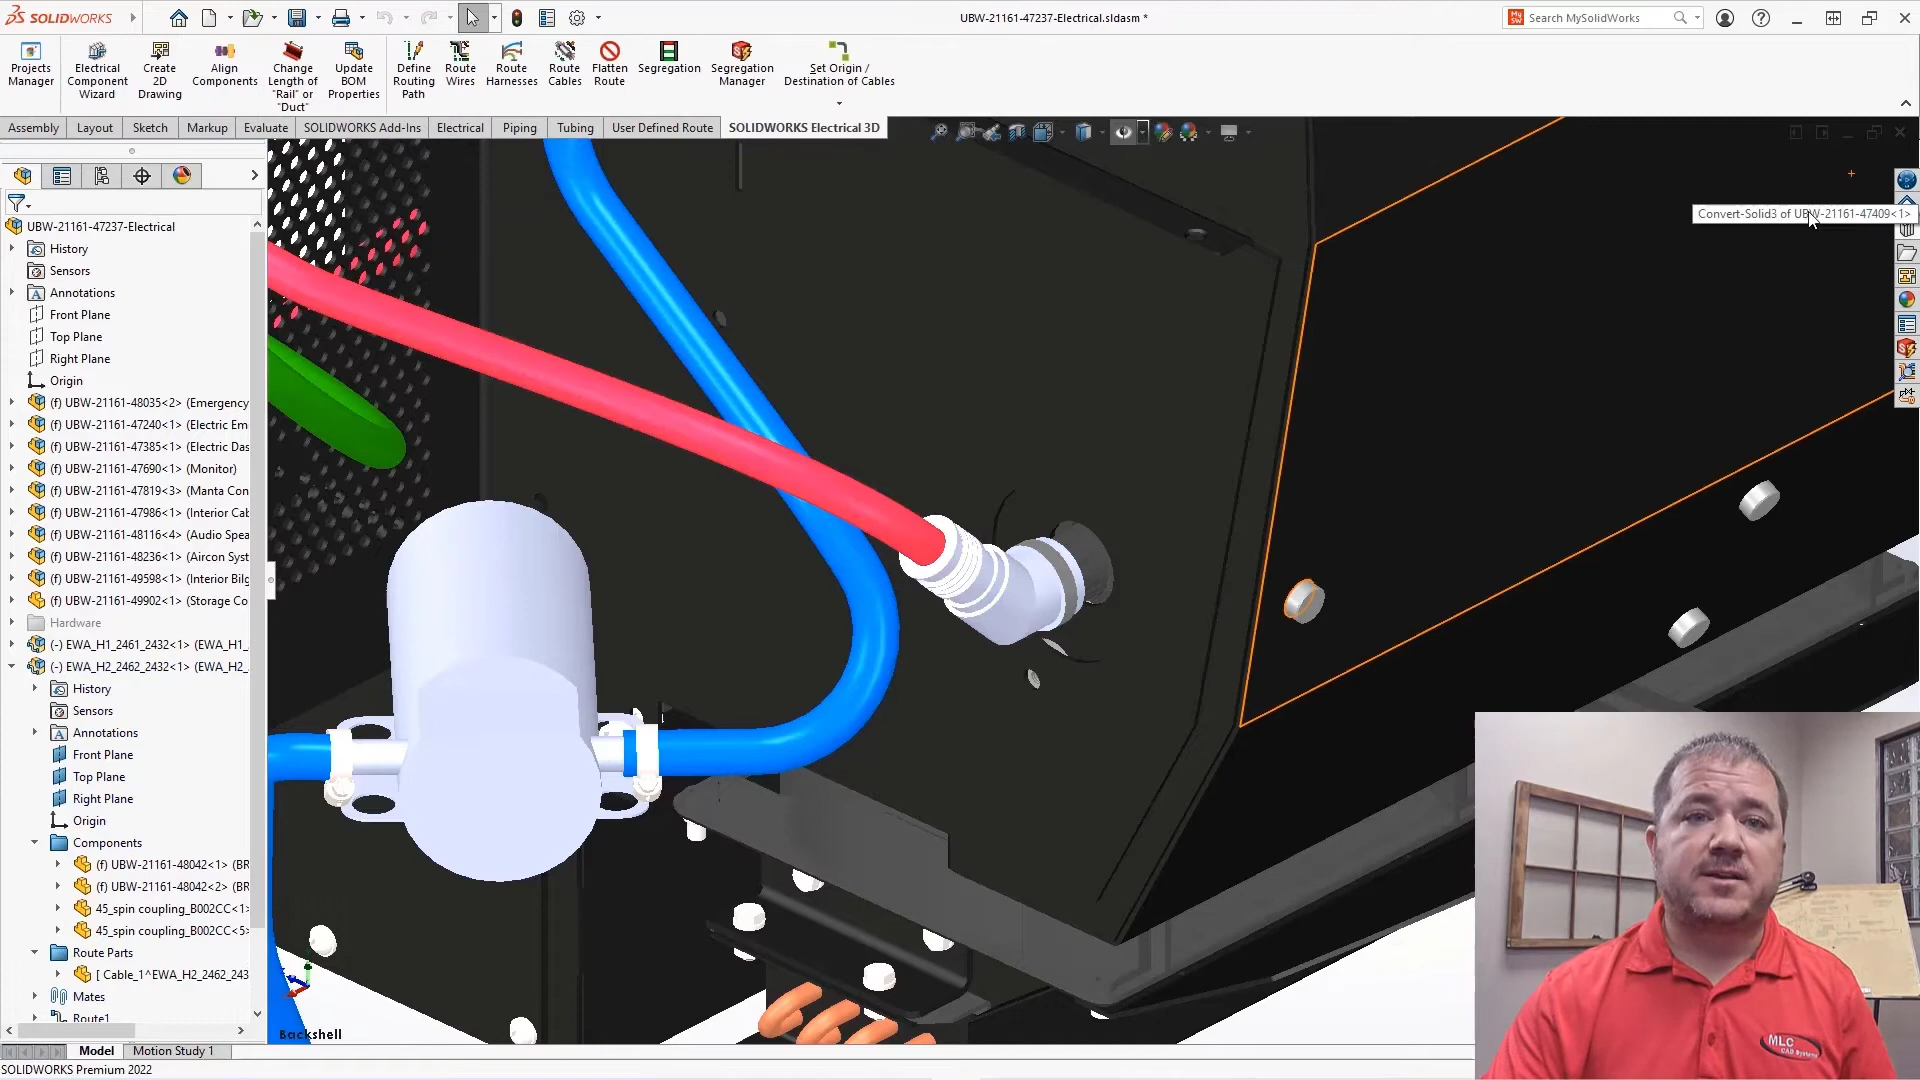 SOLIDWORKS
UBW-21161-47237-Electrical.sldasm *
Search MySolidWorks
Projects
Manager
Electrical
Component
Wizard
Create
2D
Drawing
Align
Components
Change
Length of
"Rail" or
"Duct"
Update
BOM
Properties
Define
Routing
Path
Route
Wires
Route
Harnesses
Route
Cables
Flatten
Route
Segregation
Segregation
Manager
Set Origin /
Destination of Cables
Assembly
Layout
Sketch
Markup
Evaluate
SOLIDWORKS Add-Ins
Electrical
Piping
Tubing
User Defined Route
SOLIDWORKS Electrical 3D
UBW-21161-47237-Electrical
History
Sensors
Annotations
Front Plane
Top Plane
Right Plane
Origin
(f) UBW-21161-48035<2> (Emergency
(f) UBW-21161-47240<1> (Electric Em
(f) UBW-21161-47385<1> (Electric Das
(f) UBW-21161-47690<1> (Monitor)
(f) UBW-21161-47819<3> (Manta Con
(f) UBW-21161-47986<1> (Interior Cab
(f) UBW-21161-48116<4> (Audio Spea
(f) UBW-21161-48236<1> (Aircon Syst
(f) UBW-21161-49598<1> (Interior Bilg
(f) UBW-21161-49902<1> (Storage Co
Hardware
(-) EWA_H1_2461_2432<1> (EWA_H1_
(-) EWA_H2_2462_2432<1> (EWA_H2_
History
Sensors
Annotations
Front Plane
Top Plane
Right Plane
Origin
Components
(f) UBW-21161-48042<1> (BR
(f) UBW-21161-48042<2> (BR
45_spin coupling_B002CC<1>
45_spin coupling_B002CC<5>
Route Parts
[ Cable_1^EWA_H2_2462_243
Mates
Route1
Convert-Solid3 of UBW-21161-47409<1>
Backshell
MLC
CAD Systems
Model
Motion Study 1
SOLIDWORKS Premium 2022